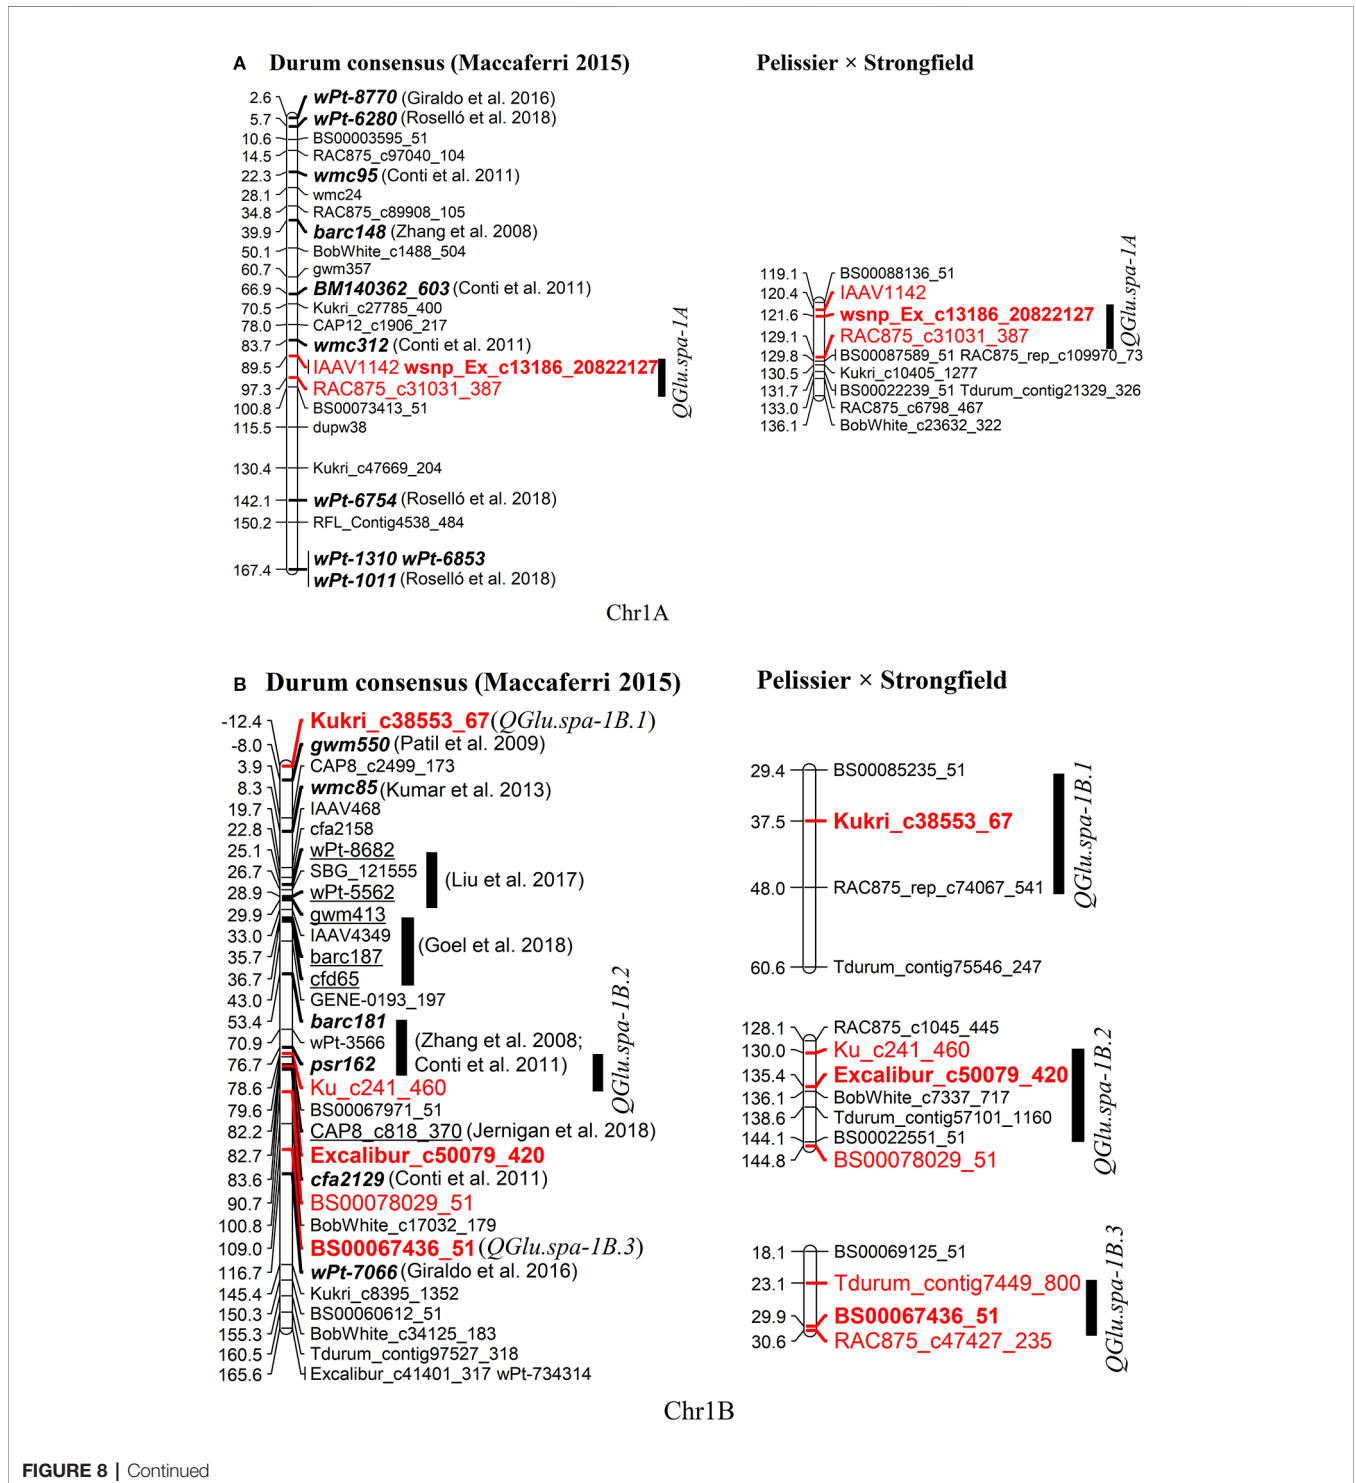 A Durum consensus (Maccaferri 2015)
2.6 wPt-8770 (Giraldo et al. 2016)
5.7 wPt-6280 (Roselló et al. 2018)
10.6 BS00003595_51
14.5 RAC875_c97040_104
22.3 wmc95 (Conti et al. 2011)
28.1 wmc24
34.8 RAC875_c89908_105
39.9 barc148 (Zhang et al. 2008)
50.1 BobWhite_c1488_504
60.7 gwm357
66.9 BM140362_603 (Conti et al. 2011)
70.5 Kukri_c27785_400
78.0 CAP12_c1906_217
83.7 wmc312 (Conti et al. 2011)
89.5 IAAV1142 wsnp_Ex_c13186_20822127
97.3 RAC875_c31031_387
QGlu.spa-1A
100.8 BS00073413_51
115.5 dupw38
130.4 Kukri_c47669_204
142.1 wPt-6754 (Roselló et al. 2018)
150.2 RFL_Contig4538_484
167.4 wPt-1310 wPt-6853
wPt-1011 (Roselló et al. 2018)
Pelissier × Strongfield
119.1 BS00088136_51
120.4 IAAV1142
121.6 wsnp_Ex_c13186_20822127
129.1 RAC875_c31031_387
129.8 BS00087589_51 RAC875_rep_c109970_73
130.5 Kukri_c10405_1277
131.7 BS00022239_51 Tdurum_contig21329_326
133.0 RAC875_c6798_467
136.1 BobWhite_c23632_322
QGlu.spa-1A
Chr1A
B Durum consensus (Maccaferri 2015)
-12.4 Kukri_c38553_67 (QGlu.spa-1B.1)
-8.0 gwm550 (Patil et al. 2009)
3.9 CAP8_c2499_173
8.3 wmc85 (Kumar et al. 2013)
19.7 IAAV468
22.8 cfa2158
25.1 wPt-8682
26.7 SBG_121555
28.9 wPt-5562
(Liu et al. 2017)
29.9 gwm413
33.0 IAAV4349
35.7 barc187
36.7 cfd65
(Goel et al. 2018)
43.0 GENE-0193_197
53.4 barc181
70.9 wPt-3566
76.7 psr162
(Zhang et al. 2008;
Conti et al. 2011)
QGlu.spa-1B.2
78.6 Ku_c241_460
79.6 BS00067971_51
82.2 CAP8_c818_370 (Jernigan et al. 2018)
82.7 Excalibur_c50079_420
83.6 cfa2129 (Conti et al. 2011)
90.7 BS00078029_51
100.8 BobWhite_c17032_179
109.0 BS00067436_51 (QGlu.spa-1B.3)
116.7 wPt-7066 (Giraldo et al. 2016)
145.4 Kukri_c8395_1352
150.3 BS00060612_51
155.3 BobWhite_c34125_183
160.5 Tdurum_contig97527_318
165.6 Excalibur_c41401_317 wPt-734314
Pelissier × Strongfield
29.4 BS00085235_51
37.5 Kukri_c38553_67
48.0 RAC875_rep_c74067_541
60.6 Tdurum_contig75546_247
QGlu.spa-1B.1
128.1 RAC875_c1045_445
130.0 Ku_c241_460
135.4 Excalibur_c50079_420
136.1 BobWhite_c7337_717
138.6 Tdurum_contig57101_1160
144.1 BS00022551_51
144.8 BS00078029_51
QGlu.spa-1B.2
18.1 BS00069125_51
23.1 Tdurum_contig7449_800
29.9 BS00067436_51
30.6 RAC875_c47427_235
QGlu.spa-1B.3
Chr1B
FIGURE 8 | Continued